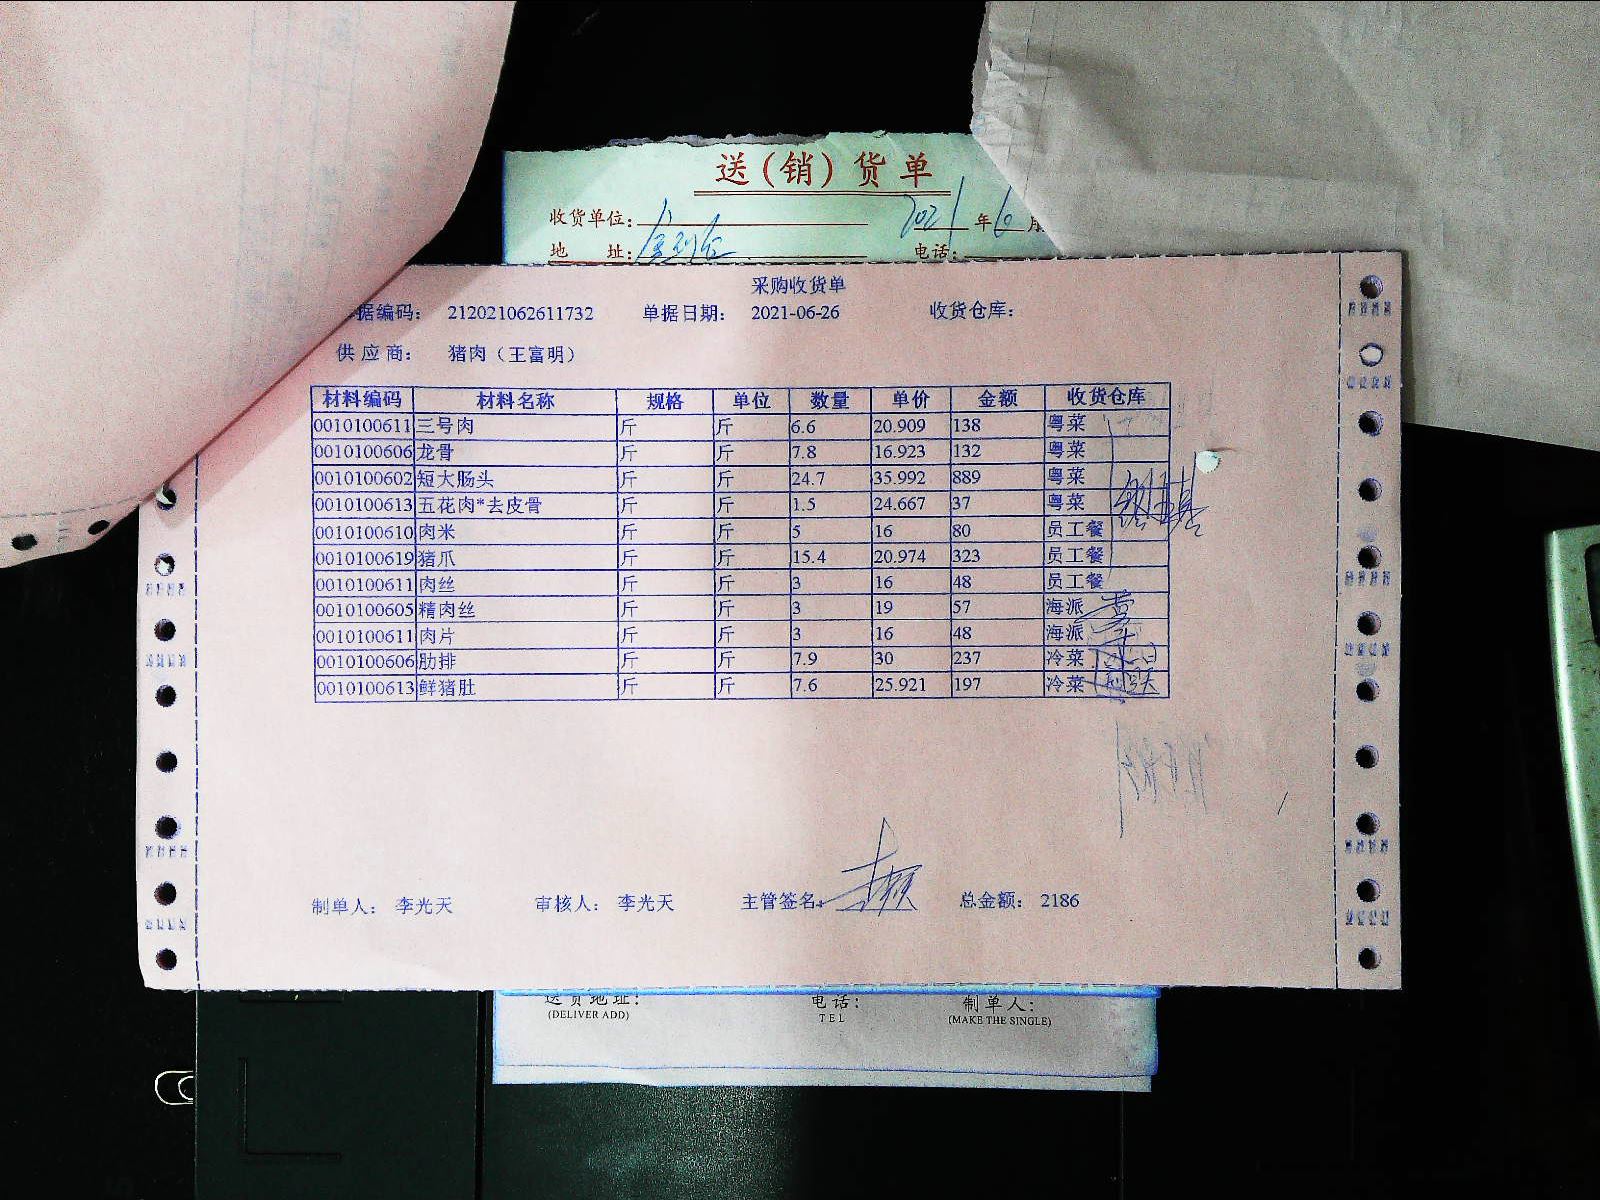 送(销)货单
收货单位:
2021 年 6 月
地 址:
电话:
采购收货单
据编码: 212021062611732 单据日期: 2021-06-26 收货仓库:
供应商: 猪肉（王富明）
材料编码 材料名称 规格 单位 数量 单价 金额 收货仓库
0010100611 三号肉 斤 斤 6.6 20.909 138 粤菜
0010100606 龙骨 斤 斤 7.8 16.923 132 粤菜
0010100602 短大肠头 斤 斤 24.7 35.992 889 粤菜
0010100613 五花肉*去皮骨 斤 斤 1.5 24.667 37 粤菜
0010100610 肉米 斤 斤 5 16 80 员工餐
0010100619 猪爪 斤 斤 15.4 20.974 323 员工餐
0010100611 肉丝 斤 斤 3 16 48 员工餐
0010100605 精肉丝 斤 斤 3 19 57 海派
0010100611 肉片 斤 斤 3 16 48 海派
0010100606 肋排 斤 斤 7.9 30 237 冷菜
0010100613 鲜猪肚 斤 斤 7.6 25.921 197 冷菜
制单人: 李光天 审核人: 李光天 主管签名: 总金额: 2186
送货地址: 电话: 制单人:
(DELIVER ADD) TEL (MAKE THE SINGLE)